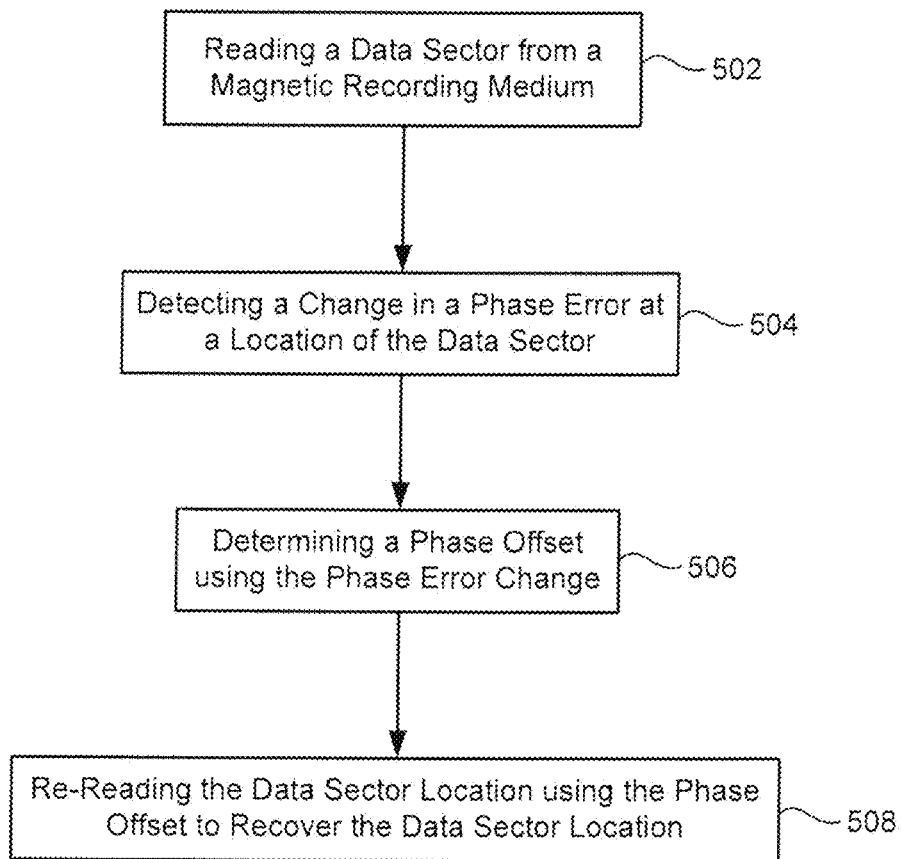 Reading a Data Sector from a
Magnetic Recording Medium
502
Detecting a Change in a Phase Error at
a Location of the Data Sector
504
Determining a Phase Offset
using the Phase Error Change
506
Re-Reading the Data Sector Location using the Phase
Offset to Recover the Data Sector Location
508